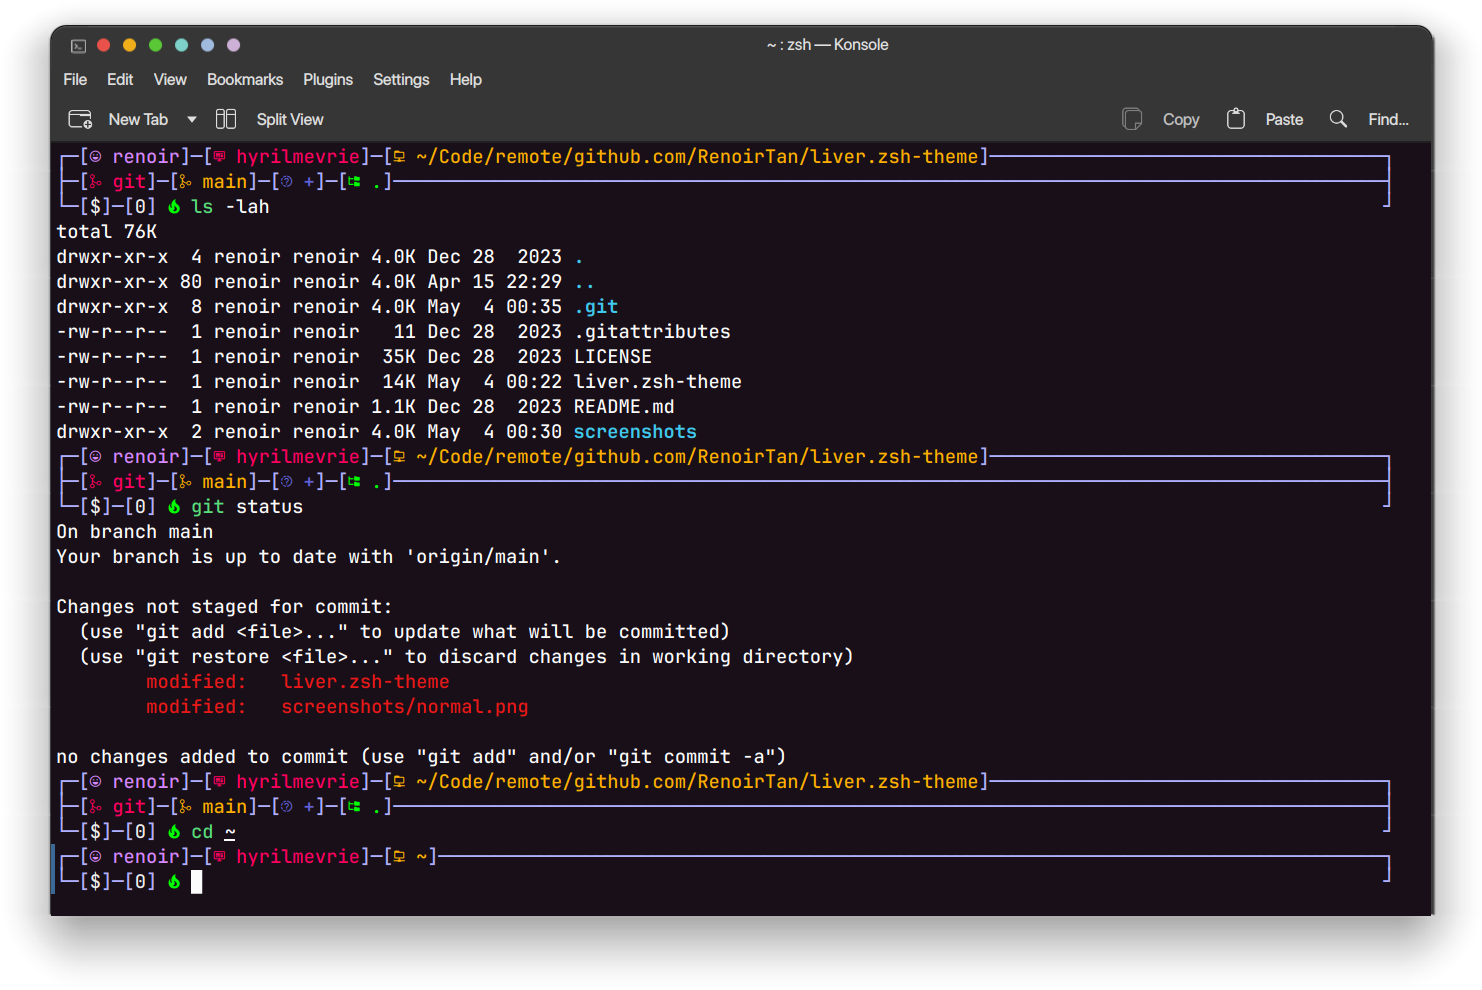 ~ : zsh — Konsole
File Edit View Bookmarks Plugins Settings Help
New Tab Split View Copy Paste Find...
┌─[☺ renoir]─[ hyrilmevrie]─[ ~/Code/remote/github.com/RenoirTan/liver.zsh-theme]
├─[ git]─[ main]─[? +]─[ .]
└─[$]─[0] ls -lah
total 76K
drwxr-xr-x  4 renoir renoir 4.0K Dec 28  2023 .
drwxr-xr-x 80 renoir renoir 4.0K Apr 15 22:29 ..
drwxr-xr-x  8 renoir renoir 4.0K May  4 00:35 .git
-rw-r--r--  1 renoir renoir   11 Dec 28  2023 .gitattributes
-rw-r--r--  1 renoir renoir  35K Dec 28  2023 LICENSE
-rw-r--r--  1 renoir renoir  14K May  4 00:22 liver.zsh-theme
-rw-r--r--  1 renoir renoir 1.1K Dec 28  2023 README.md
drwxr-xr-x  2 renoir renoir 4.0K May  4 00:30 screenshots
┌─[☺ renoir]─[ hyrilmevrie]─[ ~/Code/remote/github.com/RenoirTan/liver.zsh-theme]
├─[ git]─[ main]─[? +]─[ .]
└─[$]─[0] git status
On branch main
Your branch is up to date with 'origin/main'.
Changes not staged for commit:
  (use "git add <file>..." to update what will be committed)
  (use "git restore <file>..." to discard changes in working directory)
        modified:   liver.zsh-theme
        modified:   screenshots/normal.png
no changes added to commit (use "git add" and/or "git commit -a")
┌─[☺ renoir]─[ hyrilmevrie]─[ ~/Code/remote/github.com/RenoirTan/liver.zsh-theme]
├─[ git]─[ main]─[? +]─[ .]
└─[$]─[0] cd ~
┌─[☺ renoir]─[ hyrilmevrie]─[ ~]
└─[$]─[0]